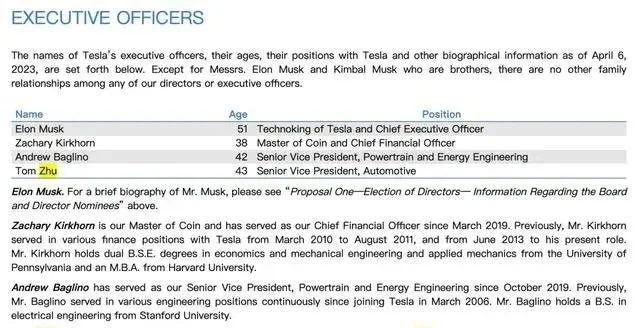 EXECUTIVE OFFICERS
The names of Tesla's executive officers, their ages, their positions with Tesla and other biographical information as of April 6,
2023, are set forth below. Except for Messrs. Elon Musk and Kimbal Musk who are brothers, there are no other family
relationships among any of our directors or executive officers.
Name Age Position
Elon Musk 51 Technoking of Tesla and Chief Executive Officer
Zachary Kirkhorn 38 Master of Coin and Chief Financial Officer
Andrew Baglino 42 Senior Vice President, Powertrain and Energy Engineering
Tom Zhu 43 Senior Vice President, Automotive
Elon Musk. For a brief biography of Mr. Musk, please see “Proposal One—Election of Directors— Information Regarding the Board
and Director Nominees” above.
Zachary Kirkhorn is our Master of Coin and has served as our Chief Financial Officer since March 2019. Previously, Mr. Kirkhorn
served in various finance positions with Tesla from March 2010 to August 2011, and from June 2013 to his present role.
Mr. Kirkhorn holds dual B.S.E. degrees in economics and mechanical engineering and applied mechanics from the University of
Pennsylvania and an M.B.A. from Harvard University.
Andrew Baglino has served as our Senior Vice President, Powertrain and Energy Engineering since October 2019. Previously,
Mr. Baglino served in various engineering positions continuously since joining Tesla in March 2006. Mr. Baglino holds a B.S. in
electrical engineering from Stanford University.